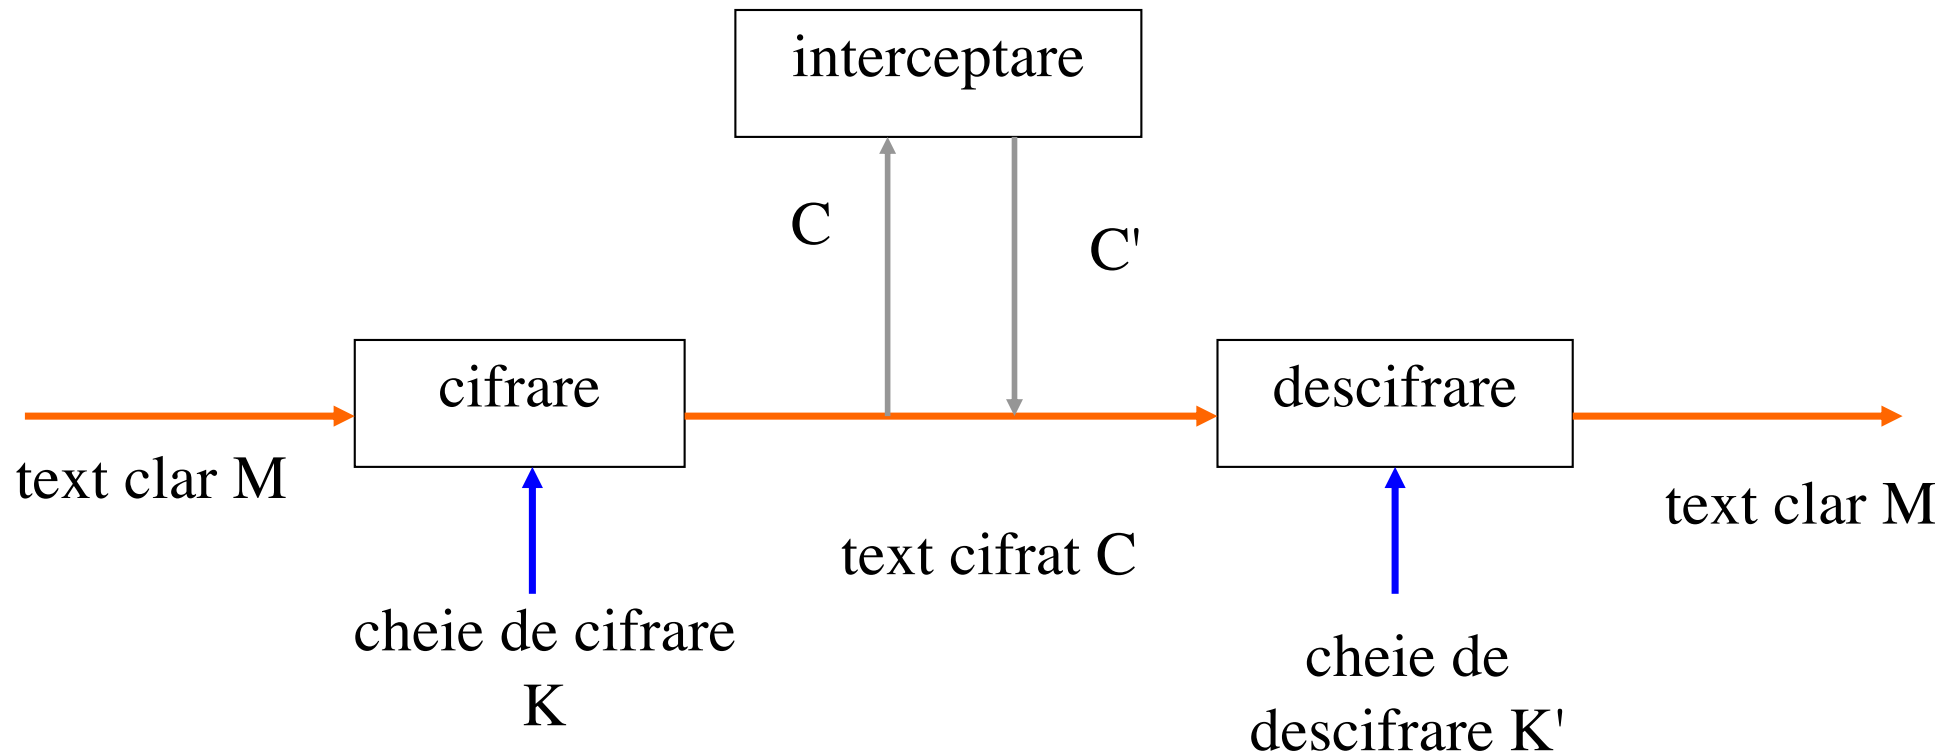 interceptare
C
C'
cifrare
descifrare
text clar M
text clar M
text cifrat C
cheie de cifrare
K
cheie de
descifrare K'